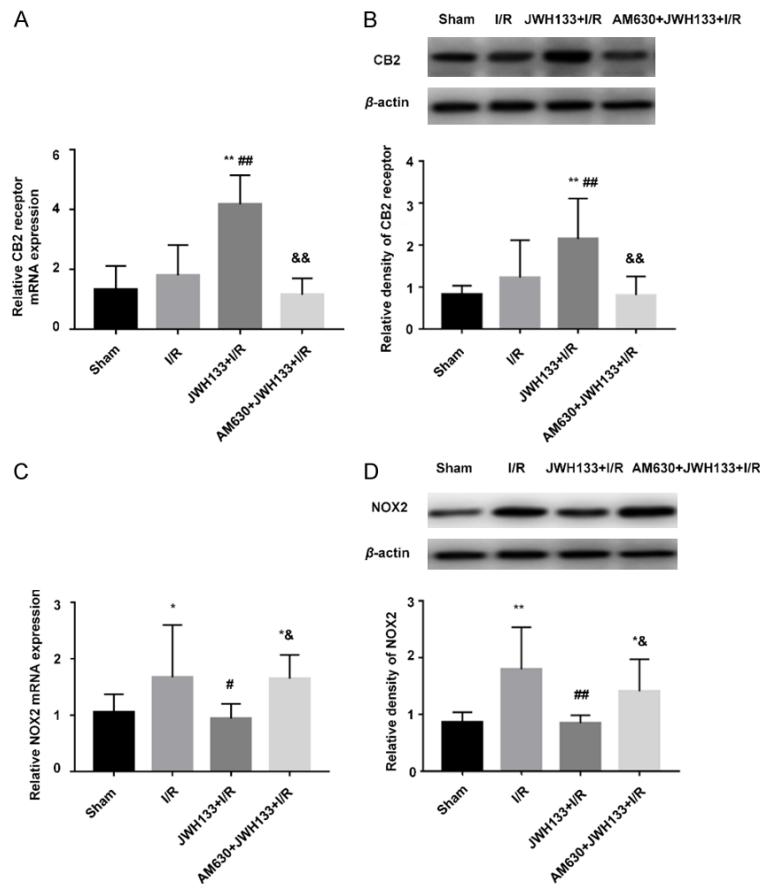 A
B
Sham I/R JWH133+I/R AM630+JWH133+I/R
CB2
β-actin
Relative CB2 receptor
mRNA expression
6
4
2
0
** ##
&&
Sham
I/R
JWH133+I/R
AM630+JWH133+I/R
Relative density of CB2 receptor
4
3
2
1
0
** ##
&&
Sham
I/R
JWH133+I/R
AM630+JWH133+I/R
C
D
Sham I/R JWH133+I/R AM630+JWH133+I/R
NOX2
β-actin
Relative NOX2 mRNA expression
3
2
1
0
*
#
*&
Sham
I/R
JWH133+I/R
AM630+JWH133+I/R
Relative density of NOX2
3
2
1
0
**
##
*&
Sham
I/R
JWH133+I/R
AM630+JWH133+I/R